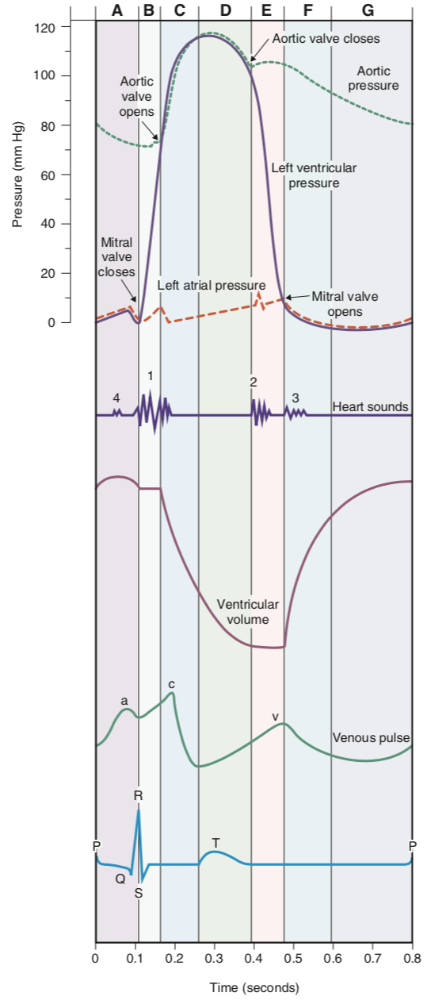 A B C D E F G
120
100
80
60
40
20
0
Pressure (mm Hg)
Aortic valve closes
Aortic
valve
opens
Aortic
pressure
Left ventricular
pressure
Mitral
valve
closes
Left atrial pressure
Mitral valve
opens
4
1
2
3
Heart sounds
Ventricular
volume
a
c
v
Venous pulse
P
Q
R
S
T
P
0 0.1 0.2 0.3 0.4 0.5 0.6 0.7 0.8
Time (seconds)